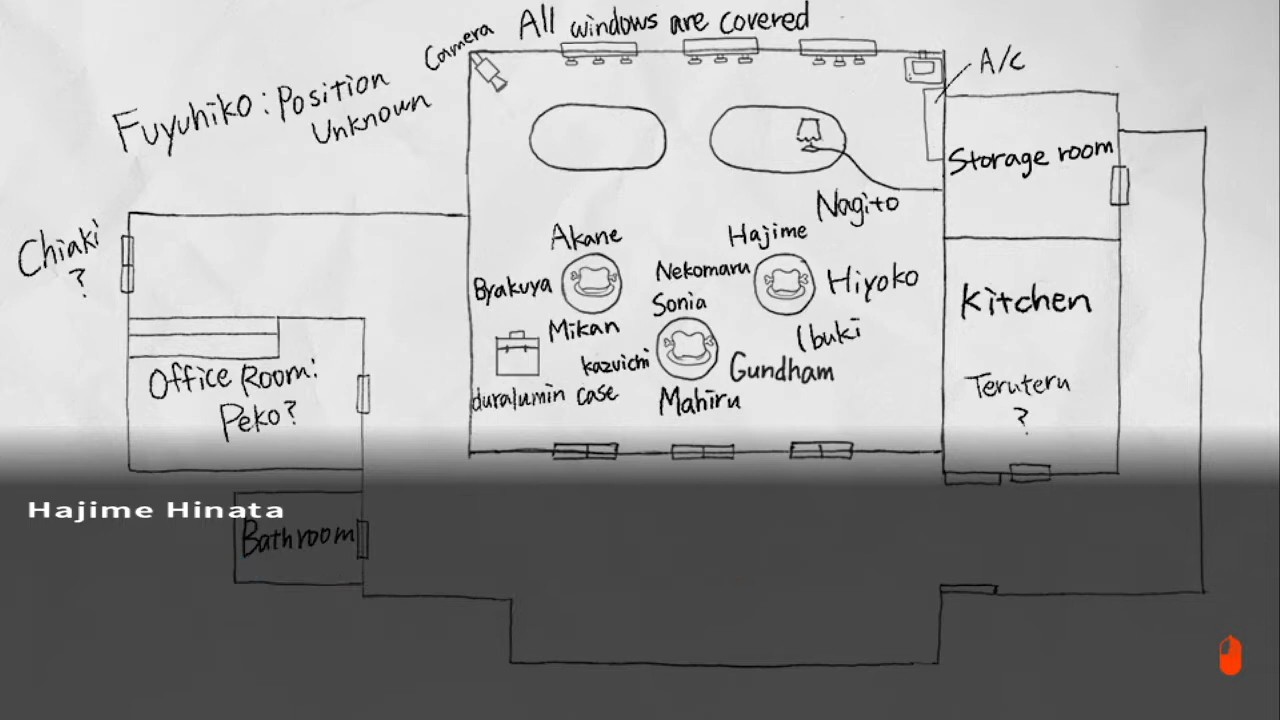 All windows are covered
Camera
A/C
Fuyuhiko: Position
Unknown
Storage room
Nagito
Chiaki
?
Akane
Hajime
Byakuya
Nekomaru
Hiyoko
Sonia
Kitchen
Mikan
Ibuki
kazuichi
Gundham
Office Room:
Peko?
duralumin case
Mahiru
Teruteru
?
Hajime Hinata
Bathroom